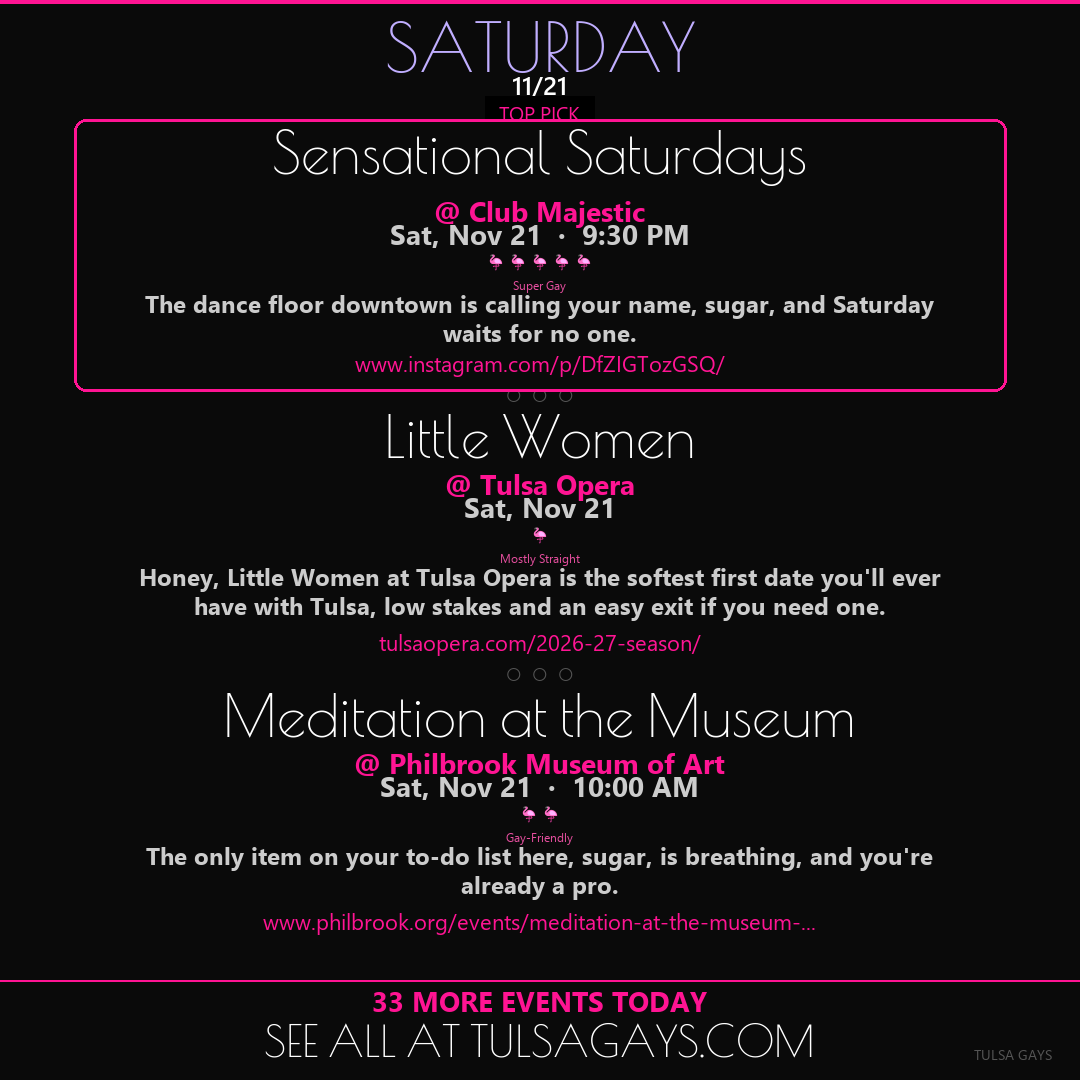 SATURDAY
11/21
TOP PICK
Sensational Saturdays
@ Club Majestic
Sat, Nov 21 · 9:30 PM
Super Gay
The dance floor downtown is calling your name, sugar, and Saturday
waits for no one.
www.instagram.com/p/DfZIGTozGSQ/
Little Women
@ Tulsa Opera
Sat, Nov 21
Mostly Straight
Honey, Little Women at Tulsa Opera is the softest first date you'll ever
have with Tulsa, low stakes and an easy exit if you need one.
tulsaopera.com/2026-27-season/
Meditation at the Museum
@ Philbrook Museum of Art
Sat, Nov 21 · 10:00 AM
Gay-Friendly
The only item on your to-do list here, sugar, is breathing, and you're
already a pro.
www.philbrook.org/events/meditation-at-the-museum-...
33 MORE EVENTS TODAY
SEE ALL AT TULSAGAYS.COM
TULSA GAYS